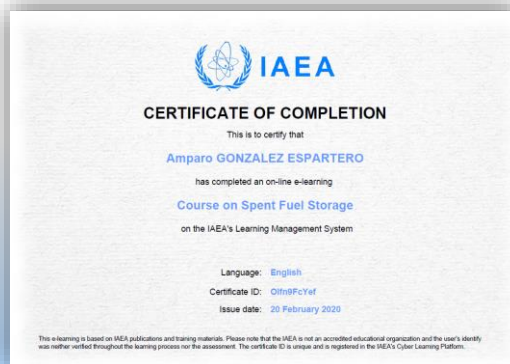 IAEA
CERTIFICATE OF COMPLETION
This is to certify that
Amparo GONZALEZ ESPARTERO
has completed an on-line e-learning
Course on Spent Fuel Storage
on the IAEA's Learning Management System
Language: English
Certificate ID: OIfn9FcYef
Issue date: 20 February 2020
This e-learning is based on IAEA publications and training materials. Please note that the IAEA is not an accredited educational organization and the user's identify
was neither verified throughout the learning process nor the assessment. The certificate ID is unique and is registered in the IAEA's Cyber Learning Platform.